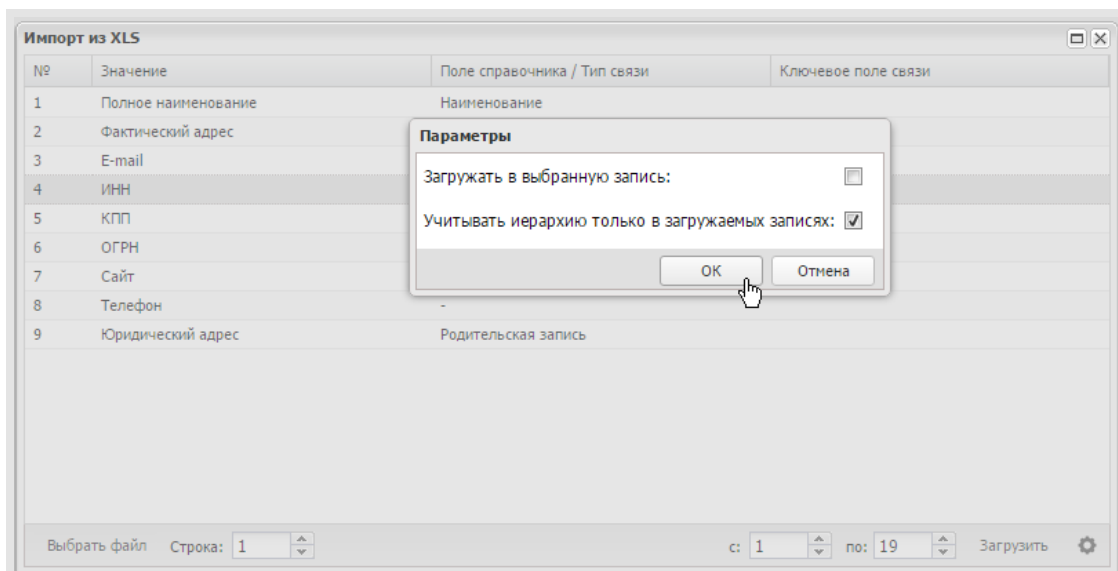 Импорт из XLS
№ Значение Поле справочника / Тип связи Ключевое поле связи
1 Полное наименование Наименование
2 Фактический адрес
3 E-mail
4 ИНН
5 КПП
6 ОГРН
7 Сайт
8 Телефон -
9 Юридический адрес Родительская запись
Параметры
Загружать в выбранную запись:
Учитывать иерархию только в загружаемых записях:
ОК Отмена
Выбрать файл Строка: 1 с: 1 по: 19 Загрузить